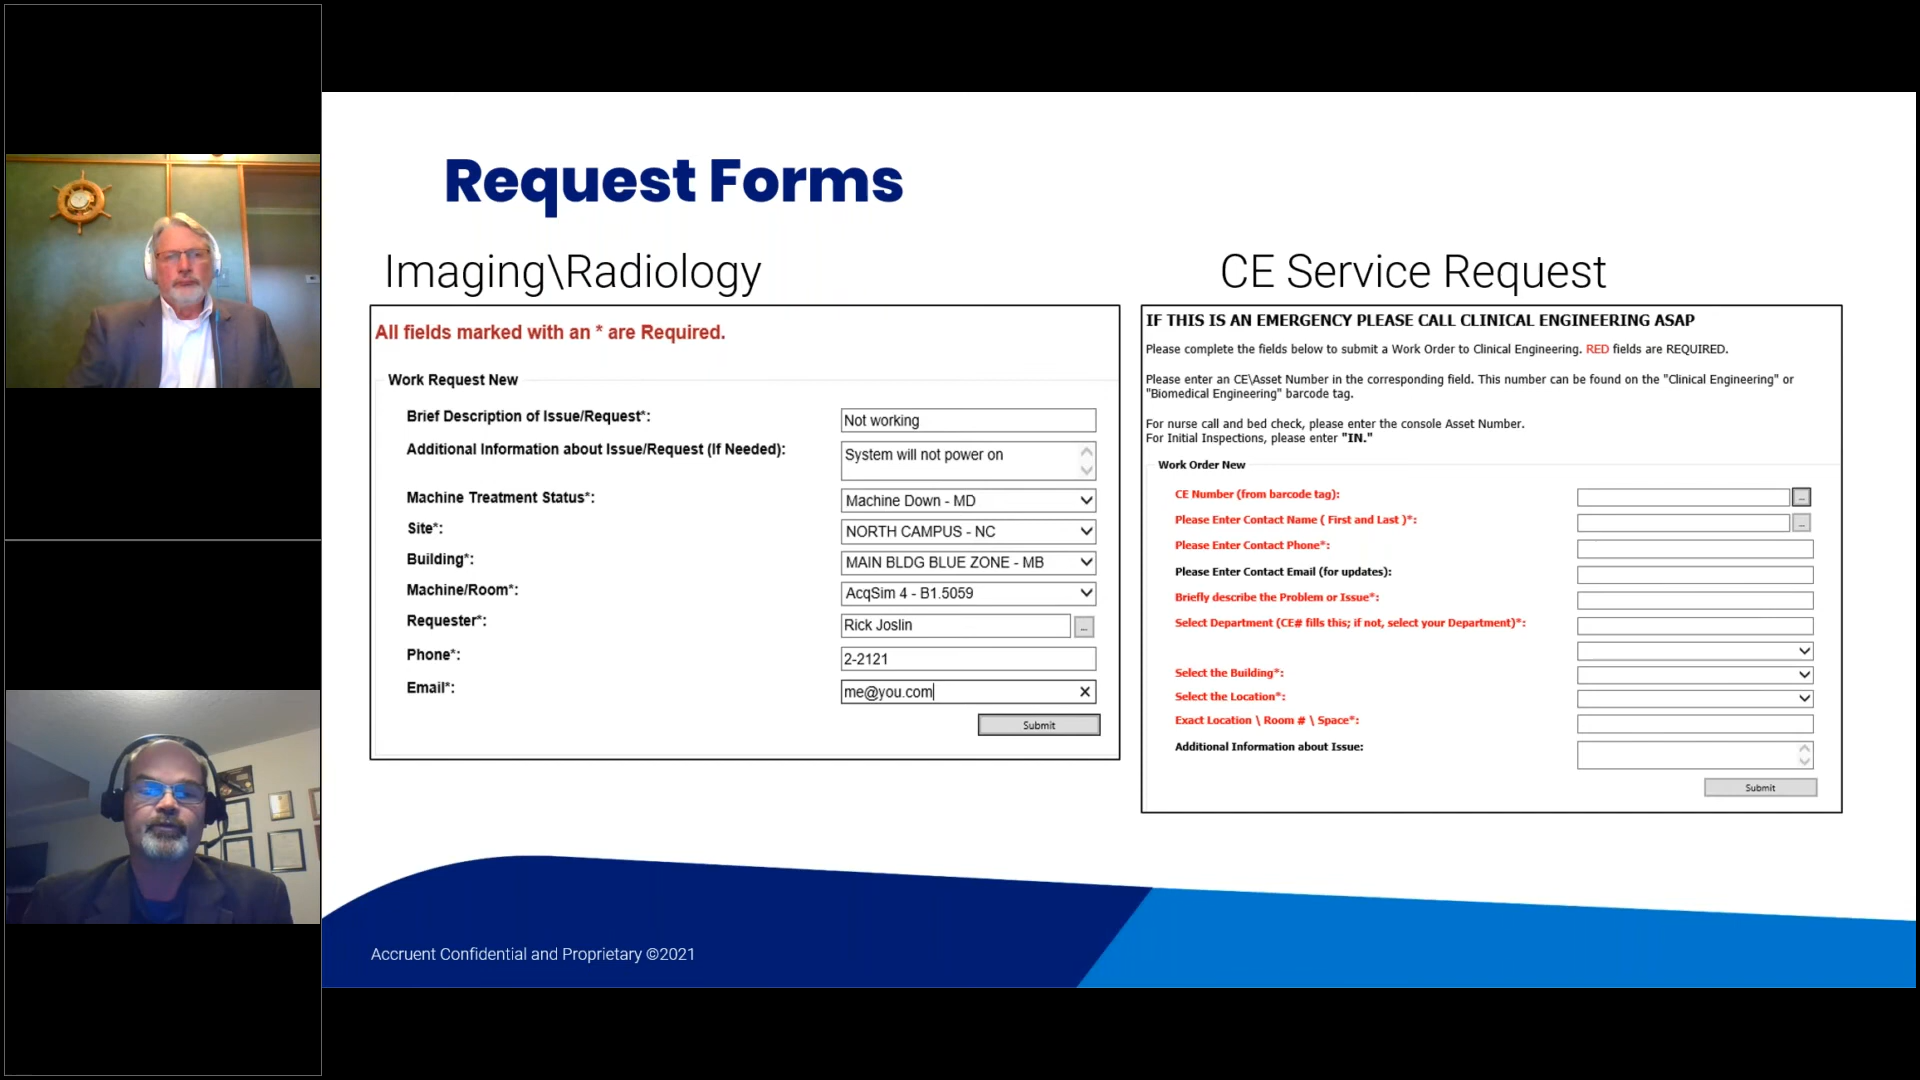 Request Forms
Imaging\Radiology
All fields marked with an * are Required.
Work Request New
Brief Description of Issue/Request*:
Not working
Additional Information about Issue/Request (If Needed):
System will not power on
Machine Treatment Status*:
Machine Down - MD
Site*:
NORTH CAMPUS - NC
Building*:
MAIN BLDG BLUE ZONE - MB
Machine/Room*:
AcqSim 4 - B1.5059
Requester*:
Rick Joslin
...
Phone*:
2-2121
Email*:
me@you.com
Submit
CE Service Request
IF THIS IS AN EMERGENCY PLEASE CALL CLINICAL ENGINEERING ASAP
Please complete the fields below to submit a Work Order to Clinical Engineering. RED fields are REQUIRED.
Please enter an CE\Asset Number in the corresponding field. This number can be found on the "Clinical Engineering" or
"Biomedical Engineering" barcode tag.
For nurse call and bed check, please enter the console Asset Number.
For Initial Inspections, please enter "IN."
Work Order New
CE Number (from barcode tag):
...
Please Enter Contact Name ( First and Last )*:
...
Please Enter Contact Phone*:
Please Enter Contact Email (for updates):
Briefly describe the Problem or Issue*:
Select Department (CE# fills this; if not, select your Department)*:
Select the Building*:
Select the Location*:
Exact Location \ Room # \ Space*:
Additional Information about Issue:
Submit
Accruent Confidential and Proprietary ©2021